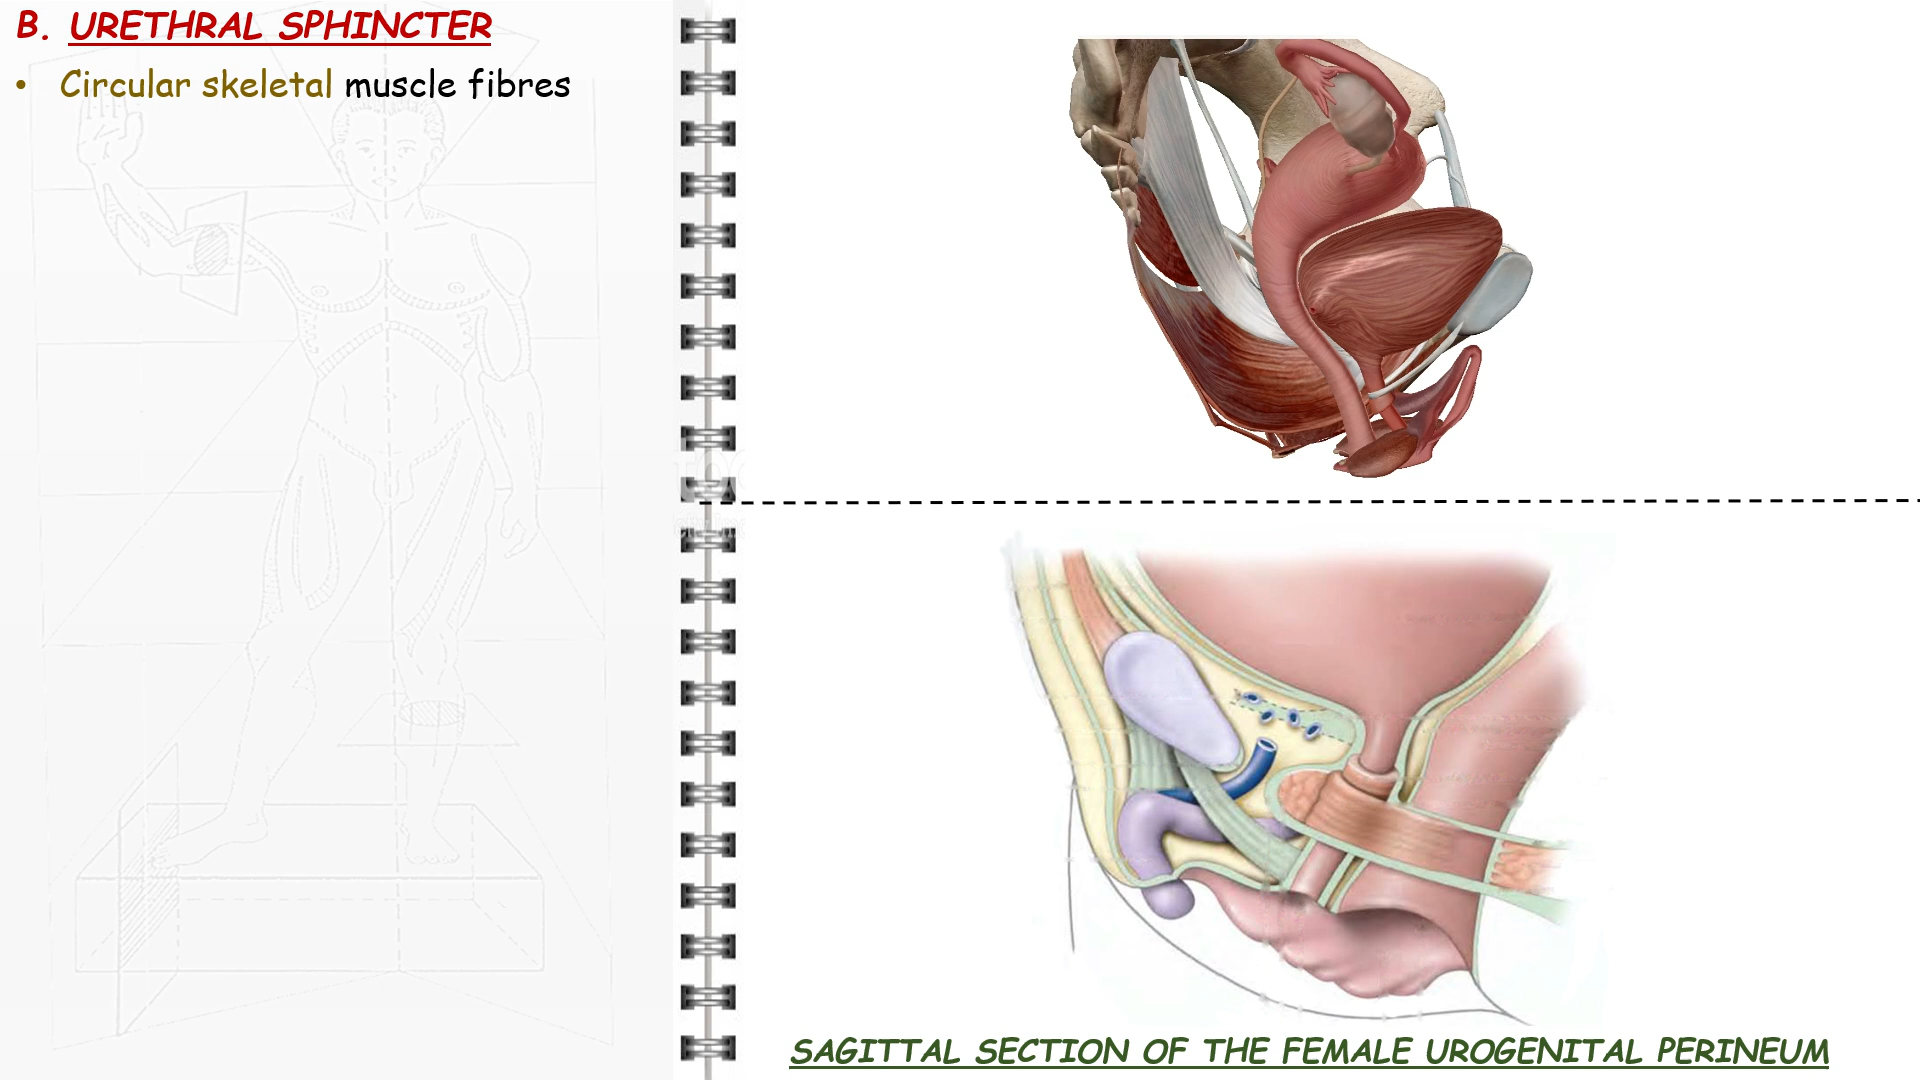 B. URETHRAL SPHINCTER
• Circular skeletal muscle fibres
SAGITTAL SECTION OF THE FEMALE UROGENITAL PERINEUM